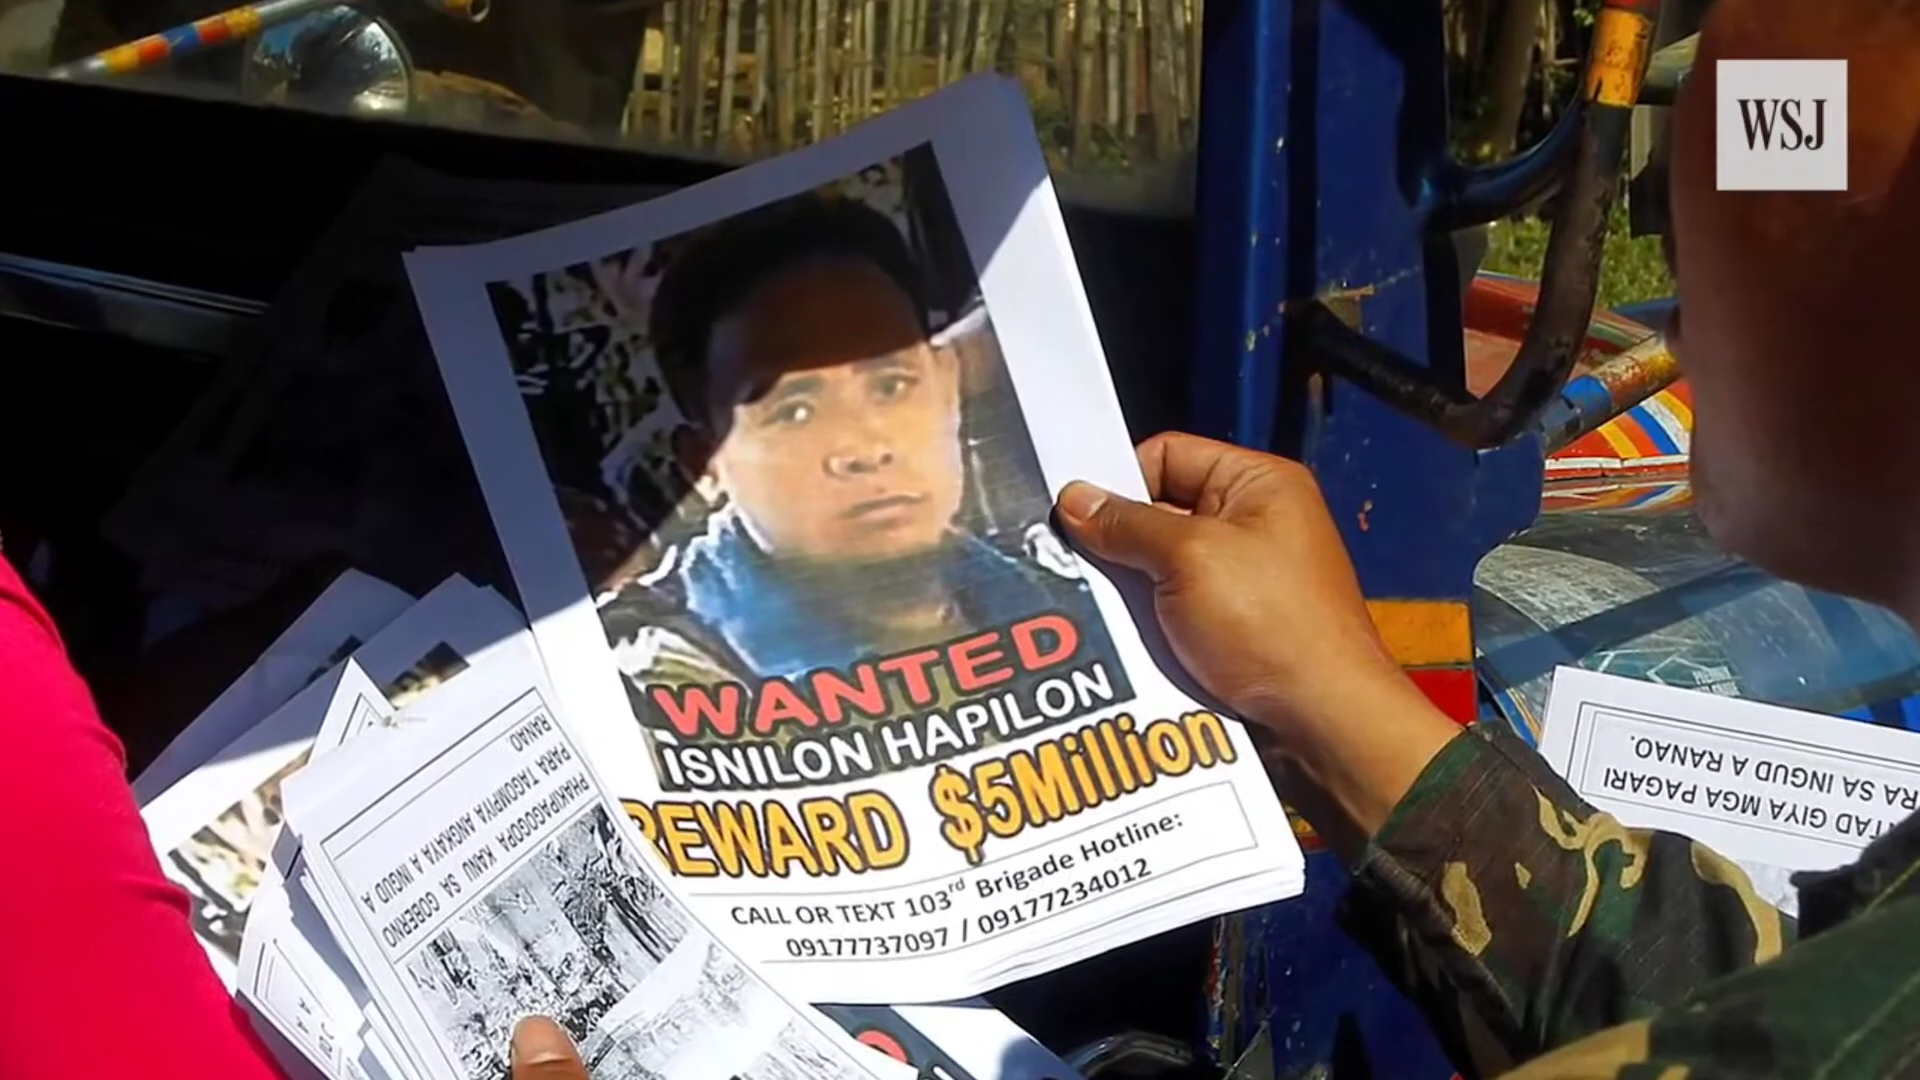 WSJ
WANTED
ISNILON HAPILON
REWARD $5Million
CALL OR TEXT 103rd Brigade Hotline:
09177737097 / 09177234012
PHAKIPAGOGOPA KANU SA GOBERNO
PARA TAGOMPIYA ANGKAYA A INGUD A
RANAO
TAD GIYA MGA PAGARI
RA SA INGUD A RANAO.